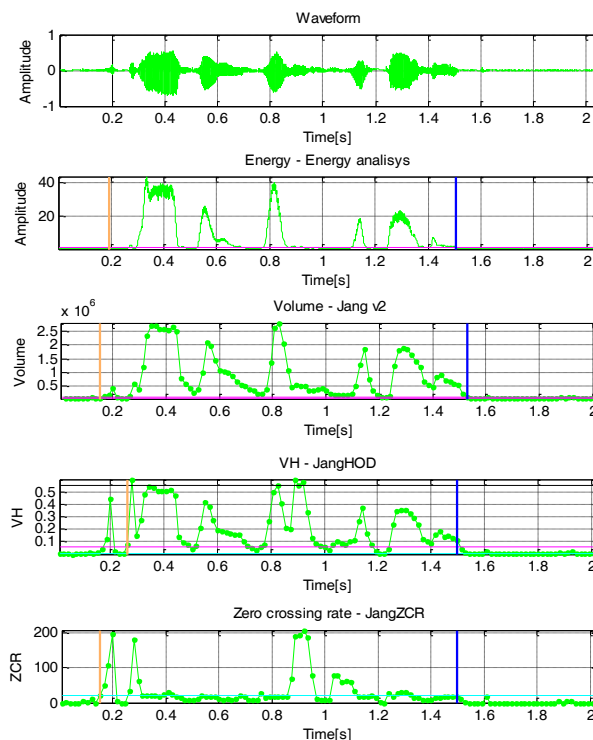 Waveform
1
0
-1
Amplitude
0.2 0.4 0.6 0.8 1 1.2 1.4 1.6 1.8 2
Time[s]
Energy - Energy analisys
40
20
Amplitude
0.2 0.4 0.6 0.8 1 1.2 1.4 1.6 1.8 2
Time[s]
x 10^6
Volume - Jang v2
2.5
2
1.5
1
0.5
Volume
0.2 0.4 0.6 0.8 1 1.2 1.4 1.6 1.8 2
Time[s]
VH - JangHOD
0.5
0.4
0.3
0.2
0.1
VH
0.2 0.4 0.6 0.8 1 1.2 1.4 1.6 1.8 2
Time[s]
Zero crossing rate - JangZCR
200
100
0
ZCR
0.2 0.4 0.6 0.8 1 1.2 1.4 1.6 1.8 2
Time[s]